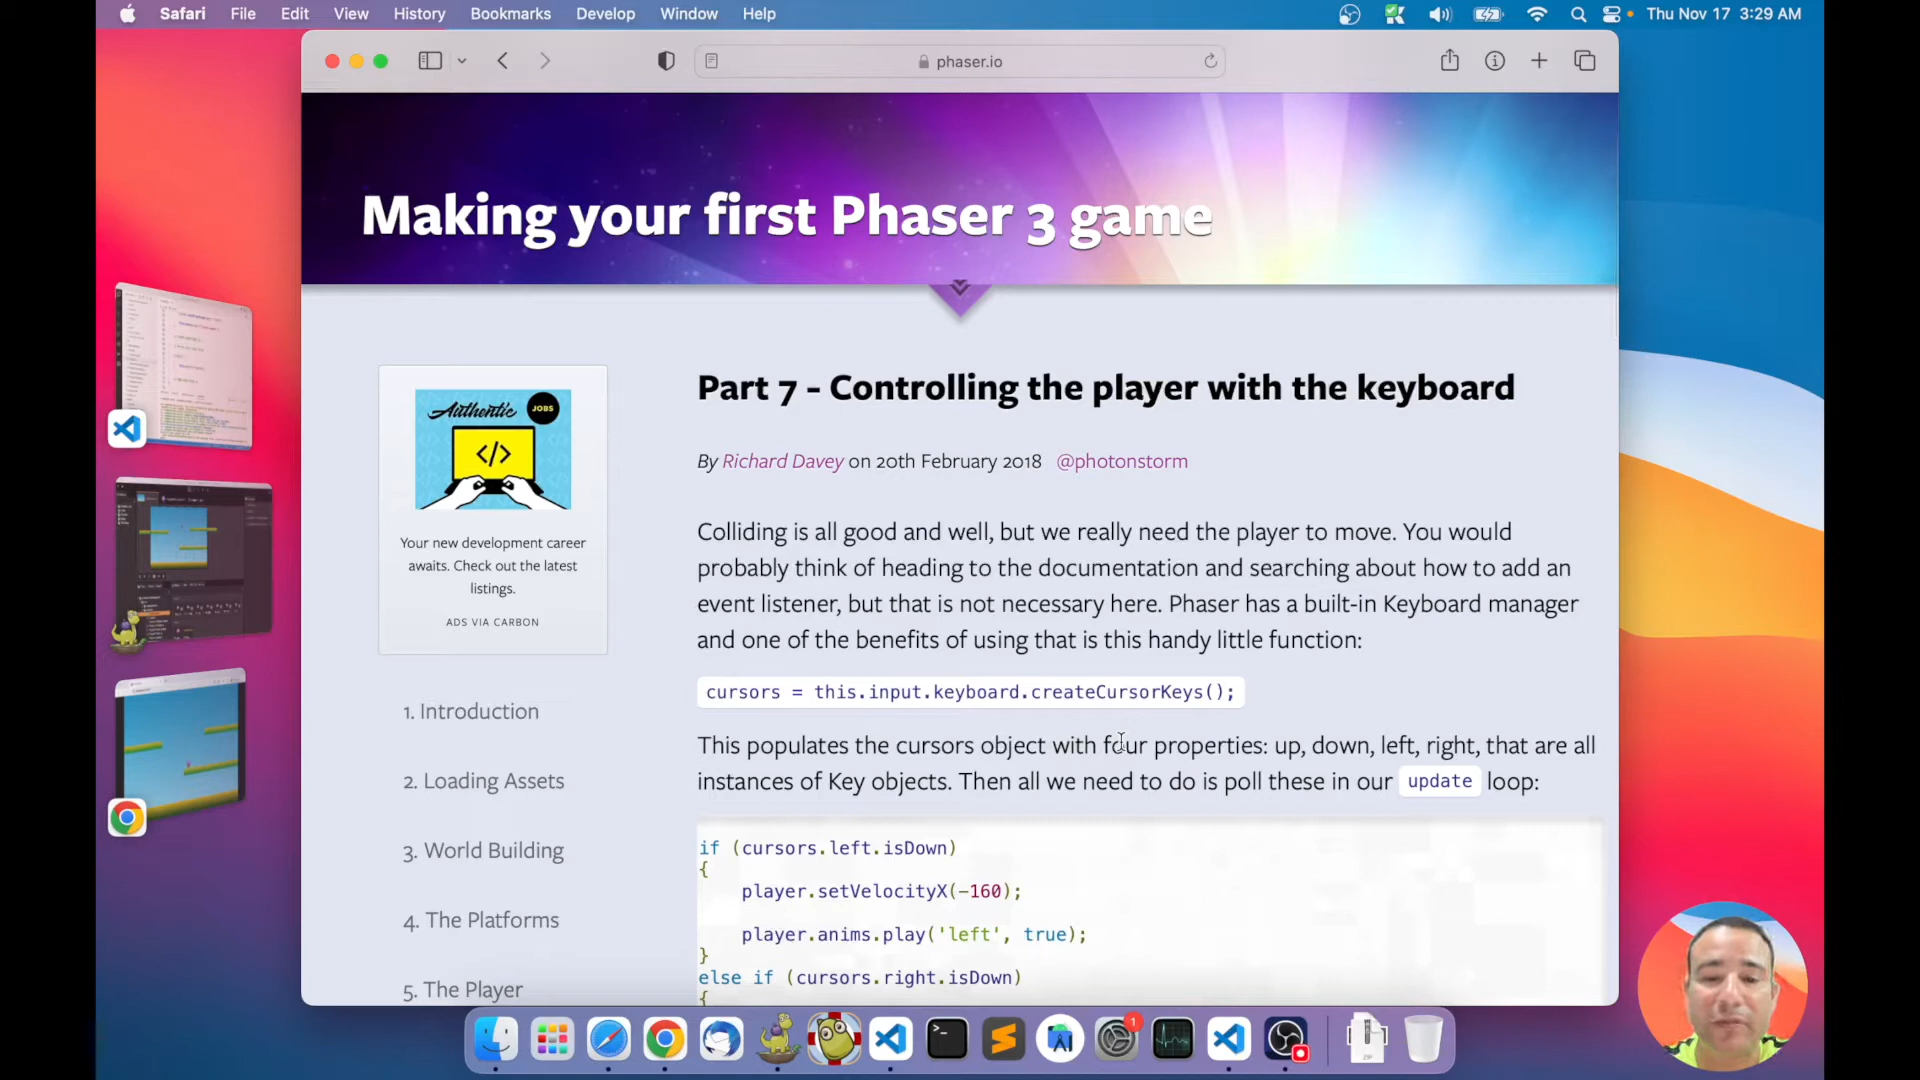 Safari File Edit View History Bookmarks Develop Window Help Thu Nov 17 3:29 AM
phaser.io
Making your first Phaser 3 game
Authentic JOBS
</>
Your new development career
awaits. Check out the latest
listings.
ADS VIA CARBON
1. Introduction
2. Loading Assets
3. World Building
4. The Platforms
5. The Player
Part 7 - Controlling the player with the keyboard
By Richard Davey on 20th February 2018 @photonstorm
Colliding is all good and well, but we really need the player to move. You would
probably think of heading to the documentation and searching about how to add an
event listener, but that is not necessary here. Phaser has a built-in Keyboard manager
and one of the benefits of using that is this handy little function:
cursors = this.input.keyboard.createCursorKeys();
This populates the cursors object with four properties: up, down, left, right, that are all
instances of Key objects. Then all we need to do is poll these in our update loop:
if (cursors.left.isDown)
{
player.setVelocityX(-160);
player.anims.play('left', true);
}
else if (cursors.right.isDown)
{
1
ZIP